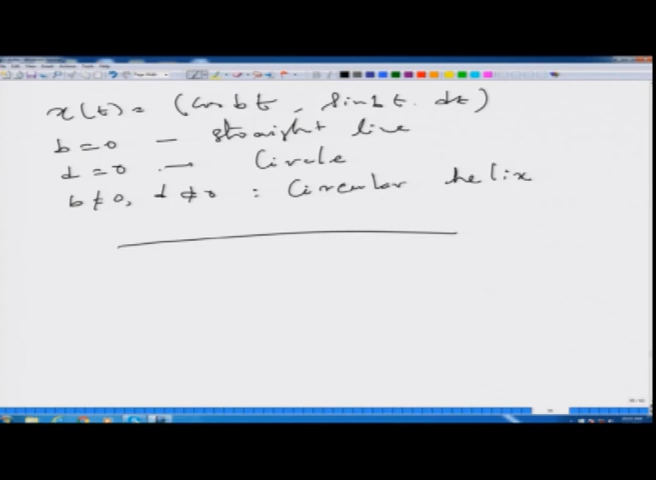 x(t) = (cos bt, sin bt, dt)
b = 0 — straight line
d = 0 — Circle
b ≠ 0, d ≠ 0 : Circular helix